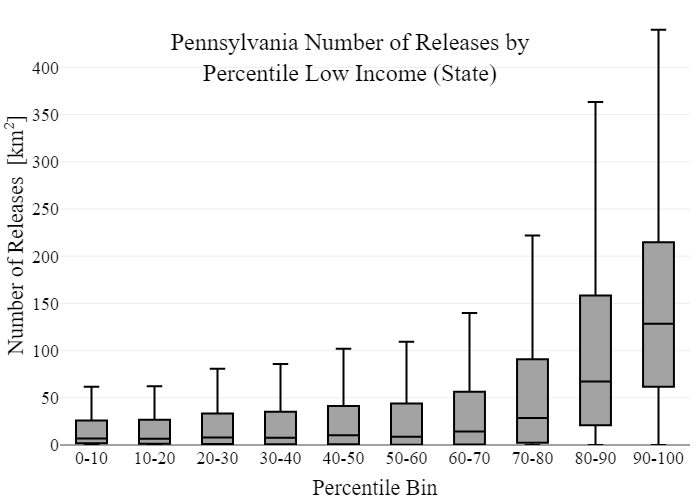 Pennsylvania Number of Releases by
Percentile Low Income (State)
Number of Releases [km²]
400
350
300
250
200
150
100
50
0
0-10 10-20 20-30 30-40 40-50 50-60 60-70 70-80 80-90 90-100
Percentile Bin